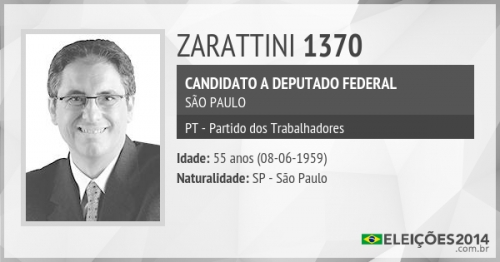 ZARATTINI 1370
CANDIDATO A DEPUTADO FEDERAL
SÃO PAULO
PT - Partido dos Trabalhadores
Idade: 55 anos (08-06-1959)
Naturalidade: SP - São Paulo
ELEIÇÕES2014
.com.br